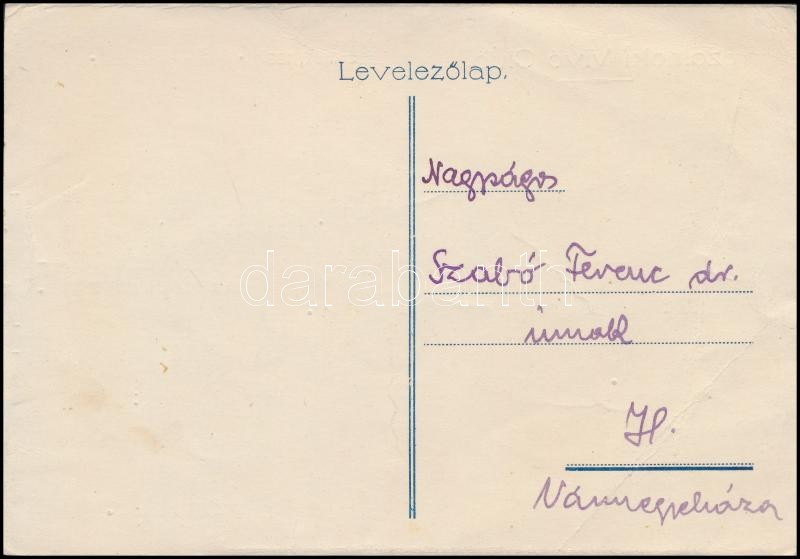 Levelezőlap.
Nagyságos
Szabó Ferenc dr.
úrnak
H.
Vármegyeháza
darabanth